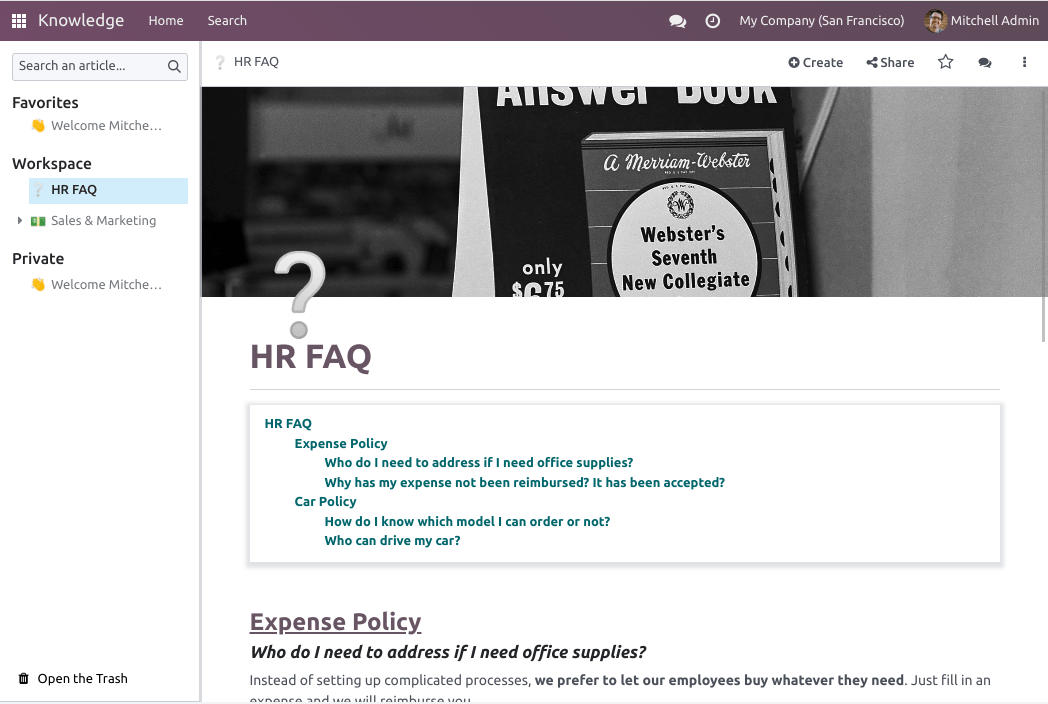 Knowledge Home Search My Company (San Francisco) Mitchell Admin
Search an article...
Favorites
Welcome Mitche...
Workspace
HR FAQ
Sales & Marketing
Private
Welcome Mitche...
Open the Trash
HR FAQ Create Share
Answer Book
A Merriam-Webster
Webster's
Seventh
New Collegiate
only
$6.75
HR FAQ
HR FAQ
Expense Policy
Who do I need to address if I need office supplies?
Why has my expense not been reimbursed? It has been accepted?
Car Policy
How do I know which model I can order or not?
Who can drive my car?
Expense Policy
Who do I need to address if I need office supplies?
Instead of setting up complicated processes, we prefer to let our employees buy whatever they need. Just fill in an
expense and we will reimburse you.